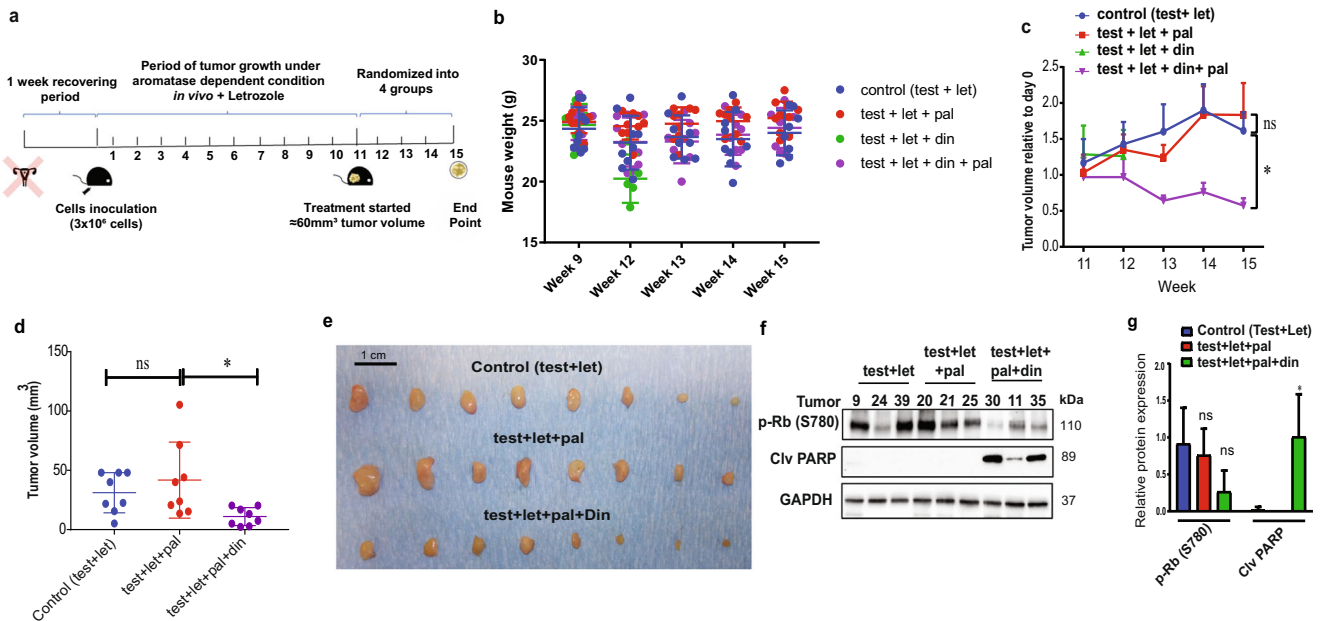 a
1 week recovering
period
Period of tumor growth under
aromatase dependent condition
in vivo + Letrozole
Randomized into
4 groups
1 2 3 4 5 6 7 8 9 10 11 12 13 14 15
Cells inoculation
(3x10⁶ cells)
Treatment started
≈60mm³ tumor volume
End
Point
b
Mouse weight (g)
30
25
20
15
Week 9
Week 12
Week 13
Week 14
Week 15
control (test + let)
test + let + pal
test + let + din
test + let + din + pal
c
control (test+ let)
test + let + pal
test + let + din
test + let + din+ pal
Tumor volume relative to day 0
2.5
2.0
1.5
1.0
0.5
0.0
11 12 13 14 15
Week
ns
*
d
Tumor volume (mm³)
150
100
50
0
ns
*
Control (test+let)
test+let+pal
test+let+pal+din
e
1 cm
Control (test+let)
test+let+pal
test+let+pal+Din
f
test+let
test+let
+pal
test+let+
pal+din
Tumor 9 24 39 20 21 25 30 11 35 kDa
p-Rb (S780) 110
Clv PARP 89
GAPDH 37
g
Control (Test+Let)
test+let+pal
test+let+pal+din
Relative protein expression
2.0
1.5
1.0
0.5
0.0
ns
ns
*
p-Rb (S780)
Clv PARP